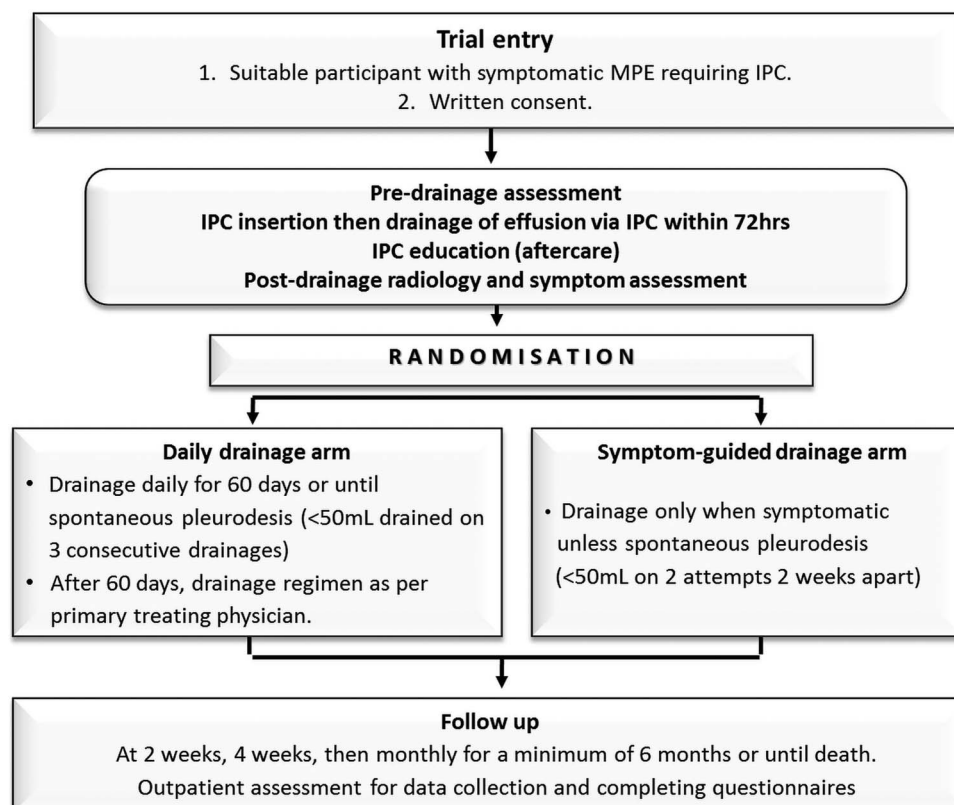 Trial entry
1. Suitable participant with symptomatic MPE requiring IPC.
2. Written consent.
Pre-drainage assessment
IPC insertion then drainage of effusion via IPC within 72hrs
IPC education (aftercare)
Post-drainage radiology and symptom assessment
RANDOMISATION
Daily drainage arm
• Drainage daily for 60 days or until
spontaneous pleurodesis (<50mL drained on
3 consecutive drainages)
• After 60 days, drainage regimen as per
primary treating physician.
Symptom-guided drainage arm
• Drainage only when symptomatic
unless spontaneous pleurodesis
(<50mL on 2 attempts 2 weeks apart)
Follow up
At 2 weeks, 4 weeks, then monthly for a minimum of 6 months or until death.
Outpatient assessment for data collection and completing questionnaires